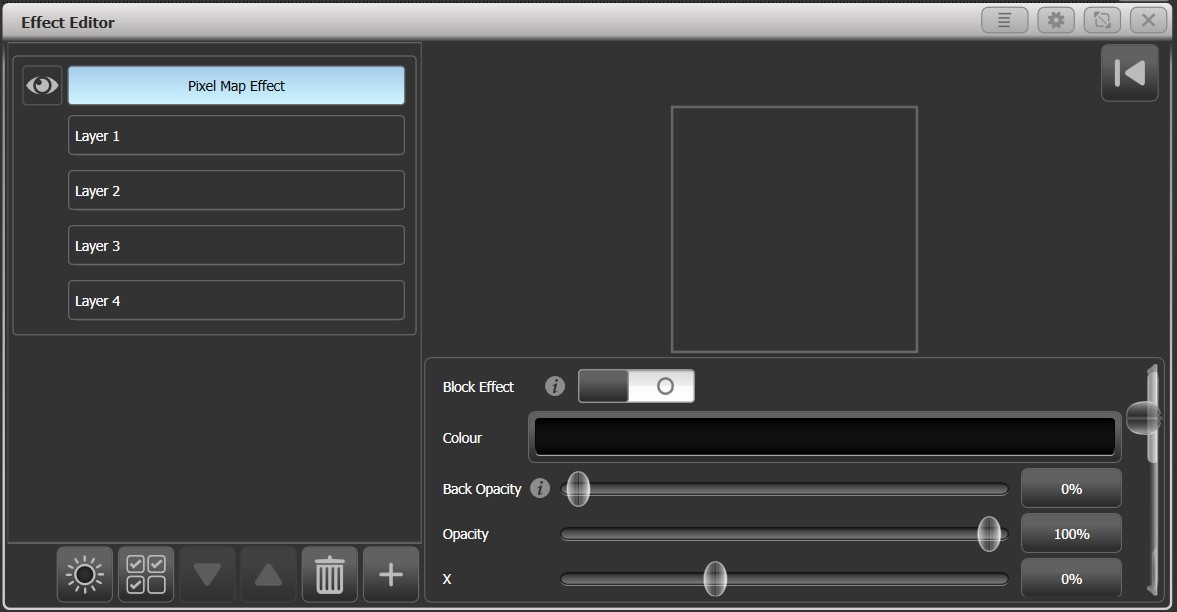 Effect Editor
Pixel Map Effect
Layer 1
Layer 2
Layer 3
Layer 4
Block Effect
Colour
Back Opacity 0%
Opacity 100%
X 0%